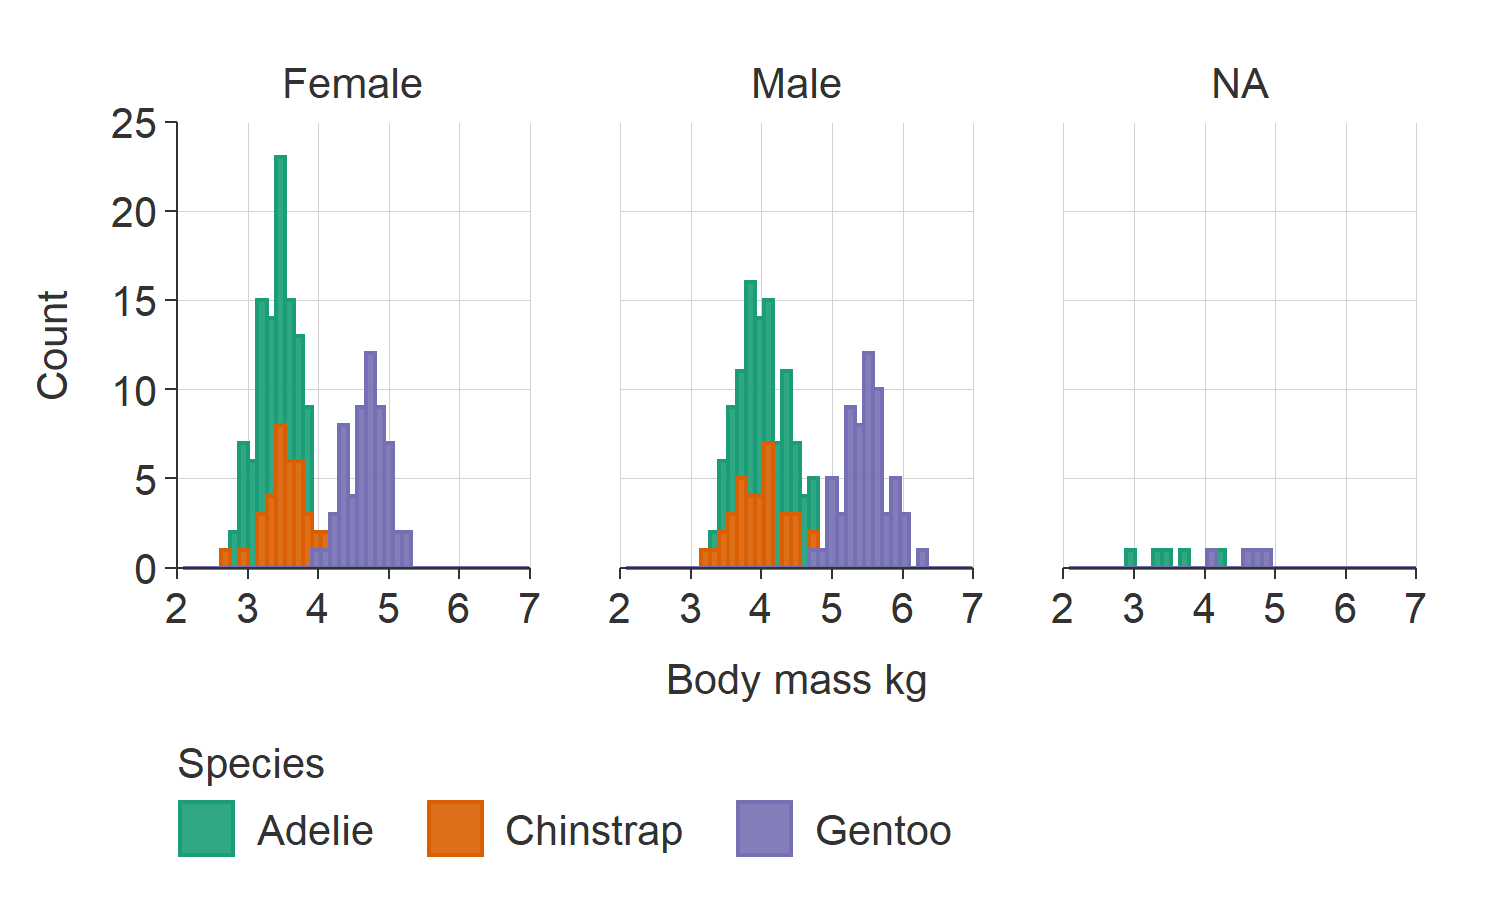 Female Male NA
25
20
15
10
5
0
Count
2 3 4 5 6 7 2 3 4 5 6 7 2 3 4 5 6 7
Body mass kg
Species
Adelie Chinstrap Gentoo